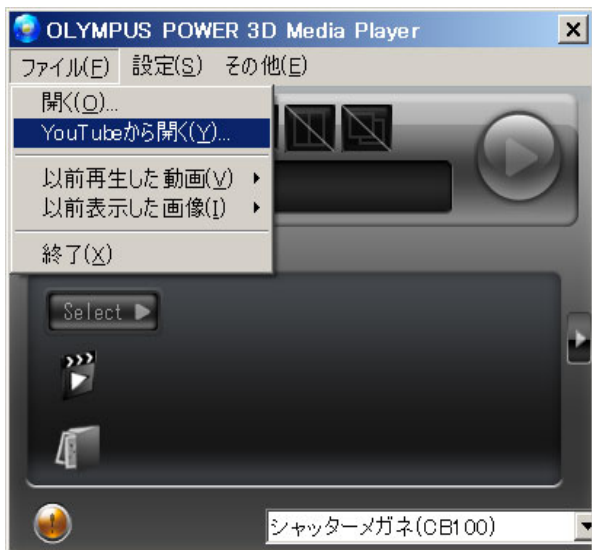 OLYMPUS POWER 3D Media Player
ファイル(F) 設定(S) その他(E)
開く(O)...
YouTubeから開く(Y)...
以前再生した動画(V)
以前表示した画像(I)
終了(X)
Select
シャッターメガネ(CB100)